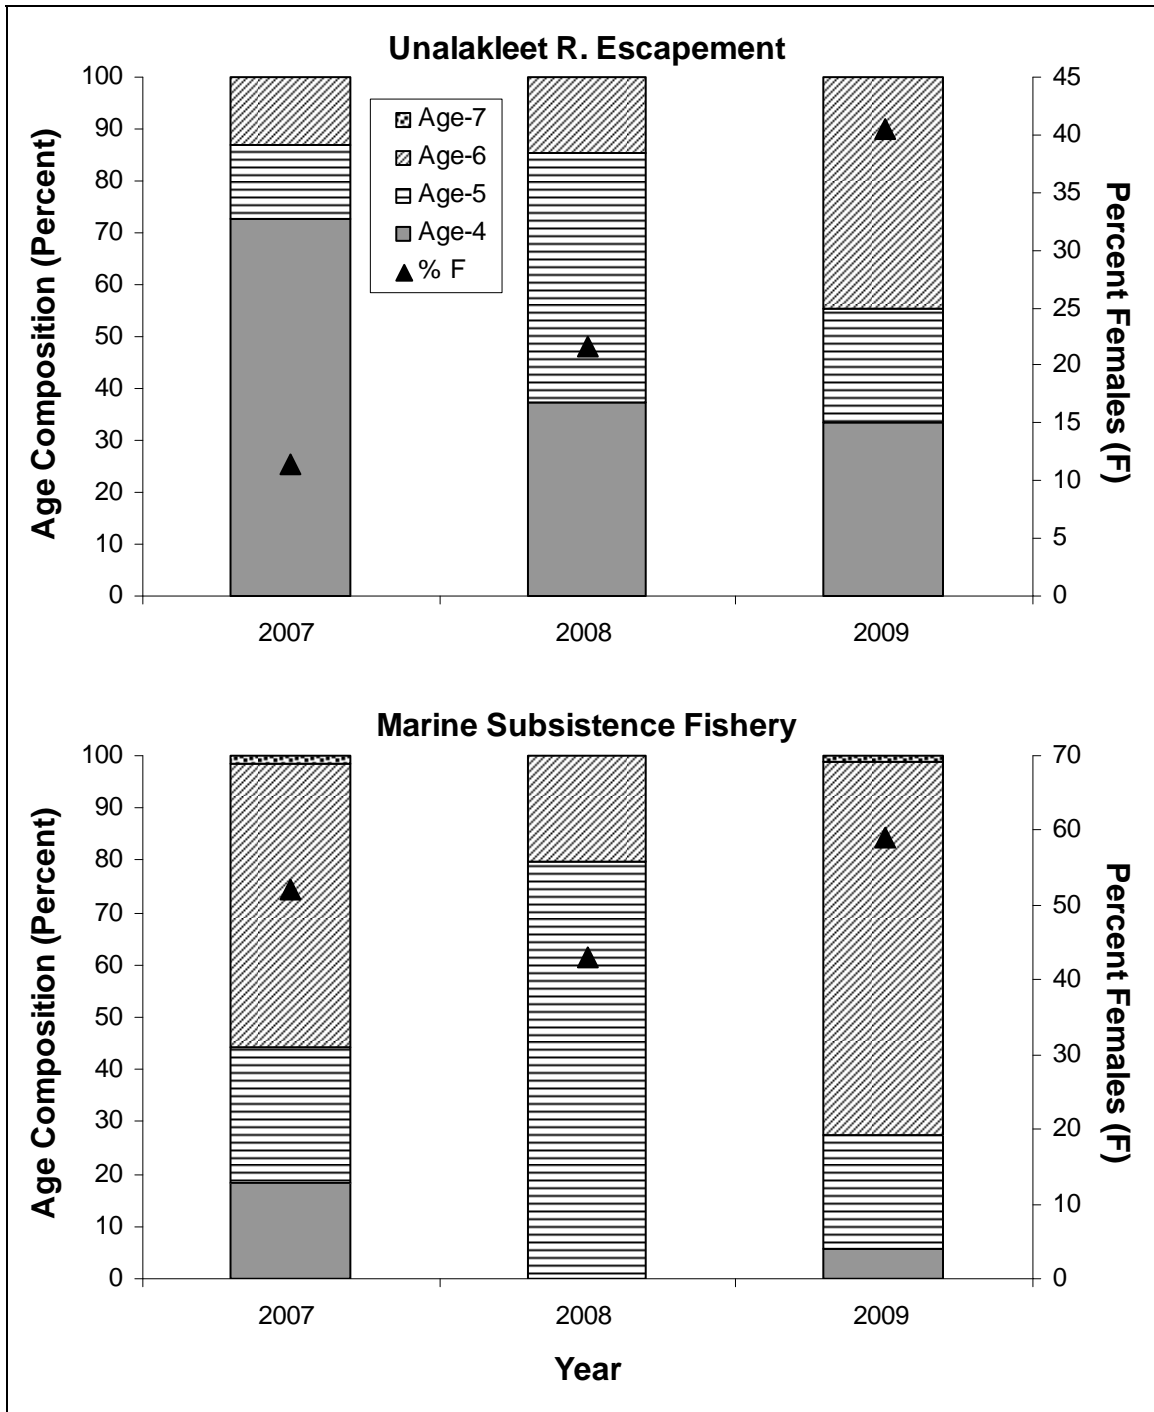 Unalakleet R. Escapement
Age Composition (Percent)
100
90
80
70
60
50
40
30
20
10
0
Age-7
Age-6
Age-5
Age-4
% F
45
40
35
30
25
20
15
10
5
0
Percent Females (F)
2007 2008 2009
Marine Subsistence Fishery
Age Composition (Percent)
100
90
80
70
60
50
40
30
20
10
0
70
60
50
40
30
20
10
0
Percent Females (F)
2007 2008 2009
Year